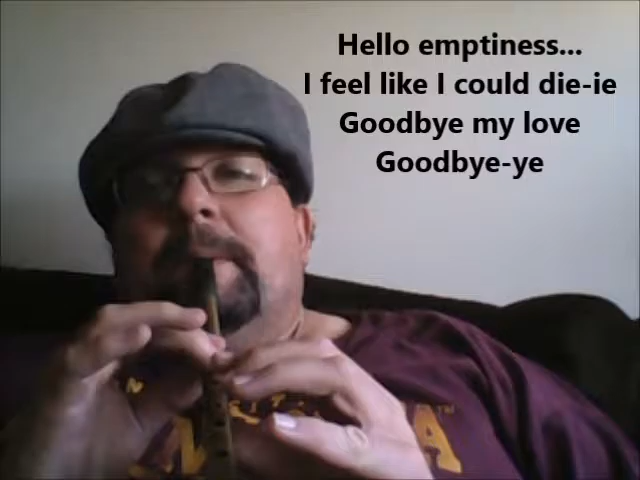 Hello emptiness...
I feel like I could die-ie
Goodbye my love
Goodbye-ye